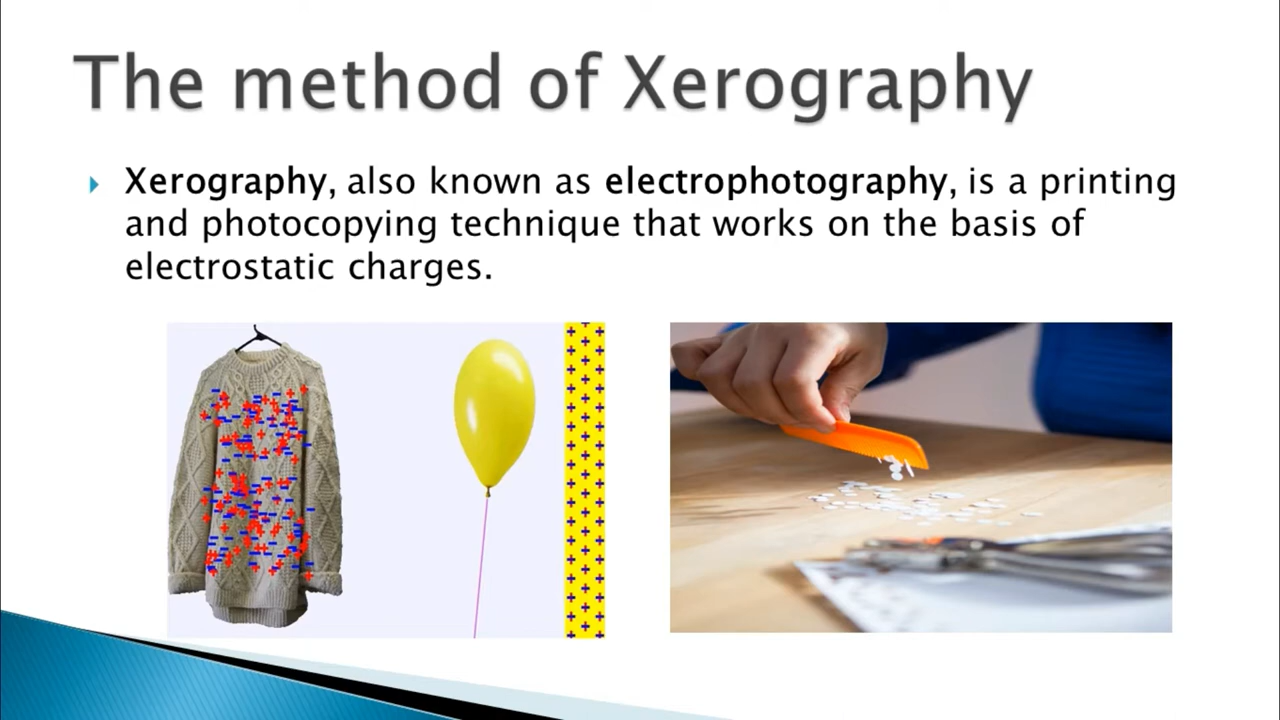 The method of Xerography
Xerography, also known as electrophotography, is a printing
and photocopying technique that works on the basis of
electrostatic charges.